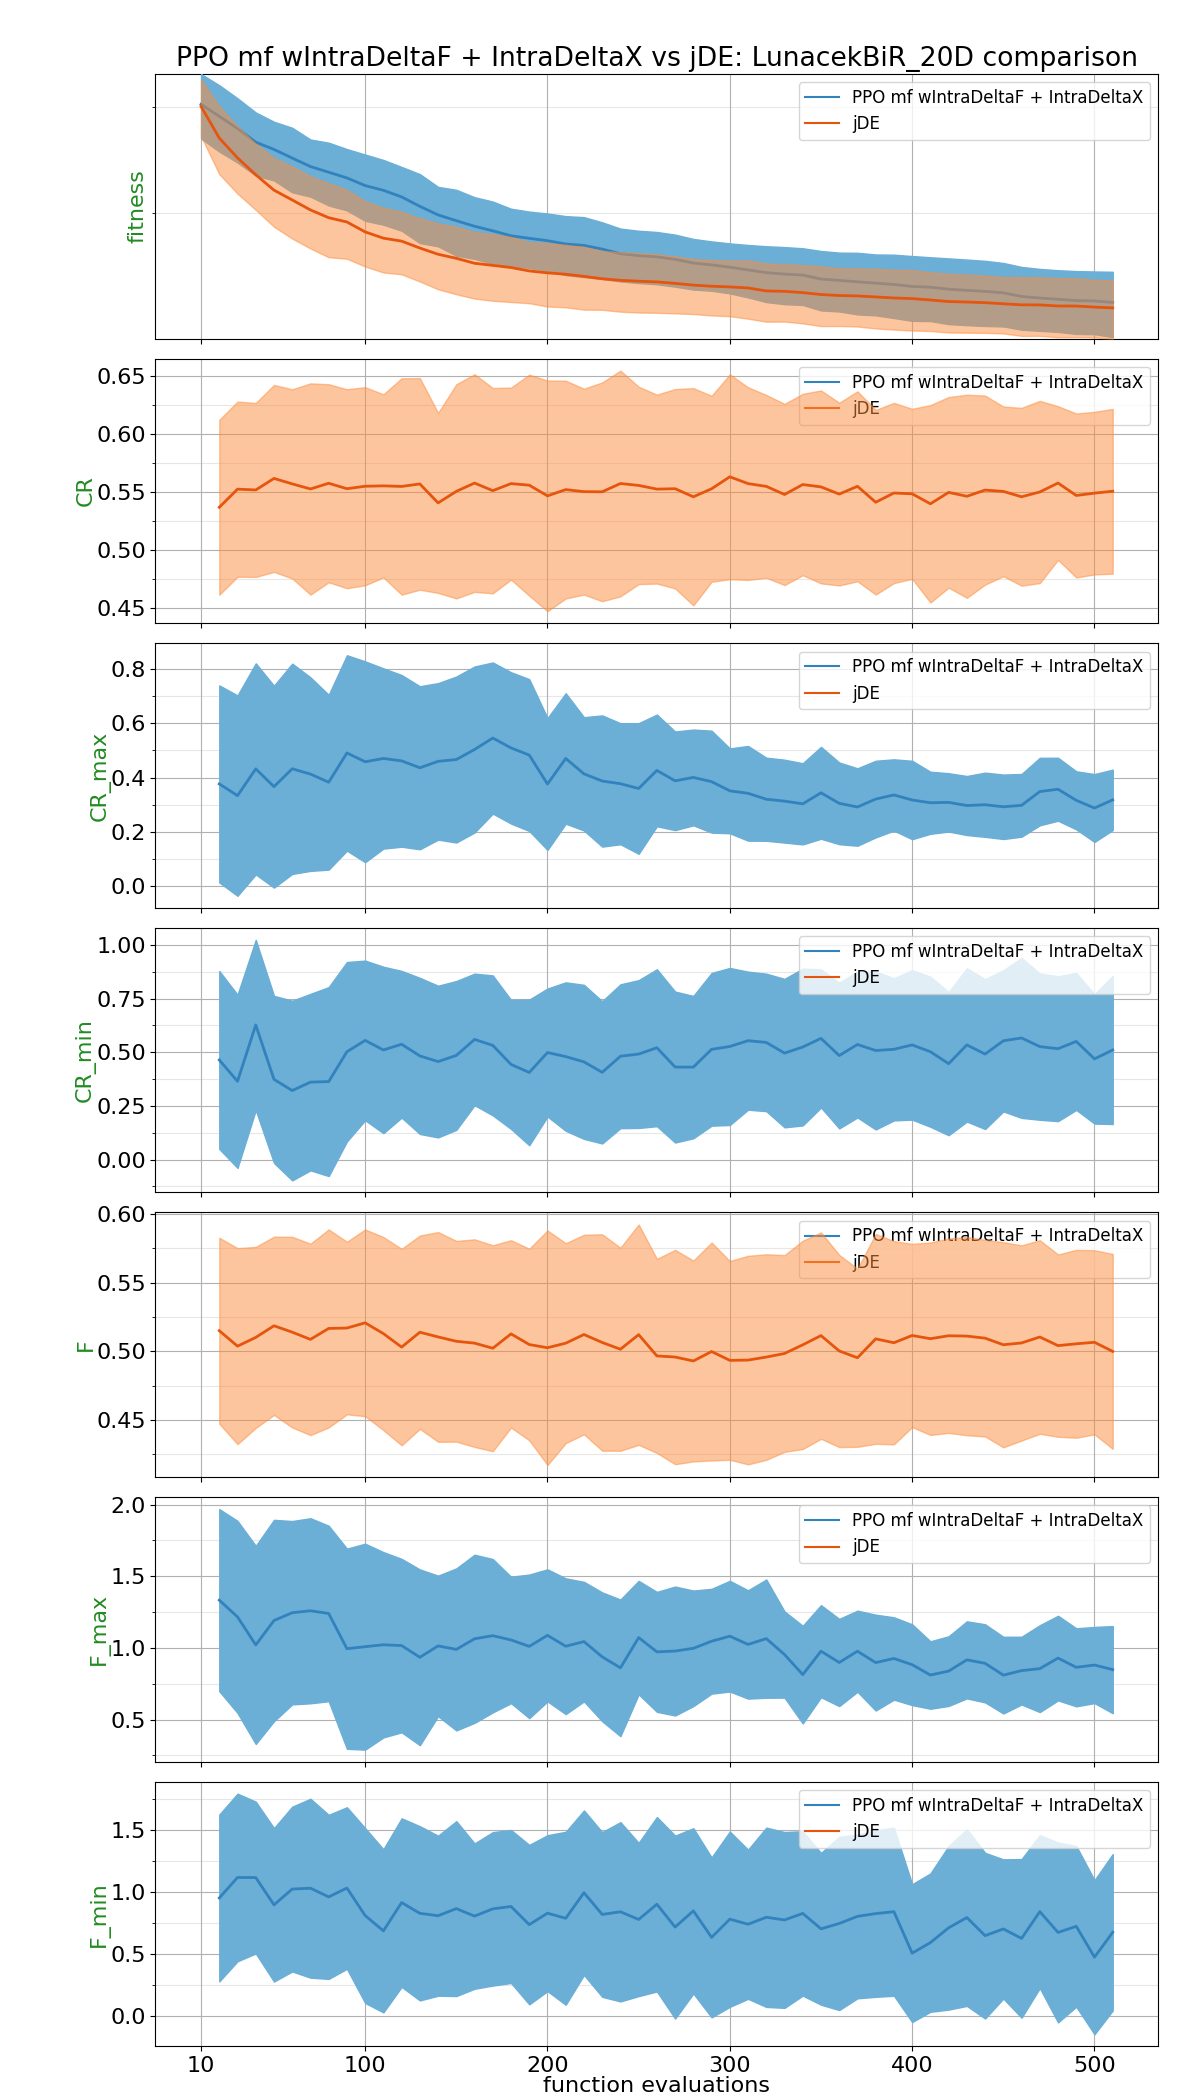 PPO mf wIntraDeltaF + IntraDeltaX vs jDE: LunacekBiR_20D comparison
PPO mf wIntraDeltaF + IntraDeltaX
jDE
fitness
0.65
0.60
0.55
0.50
0.45
CR
PPO mf wIntraDeltaF + IntraDeltaX
jDE
0.8
0.6
0.4
0.2
0.0
CR_max
PPO mf wIntraDeltaF + IntraDeltaX
jDE
1.00
0.75
0.50
0.25
0.00
CR_min
PPO mf wIntraDeltaF + IntraDeltaX
jDE
0.60
0.55
0.50
0.45
F
PPO mf wIntraDeltaF + IntraDeltaX
jDE
2.0
1.5
1.0
0.5
F_max
PPO mf wIntraDeltaF + IntraDeltaX
jDE
1.5
1.0
0.5
0.0
F_min
PPO mf wIntraDeltaF + IntraDeltaX
jDE
10 100 200 300 400 500
function evaluations